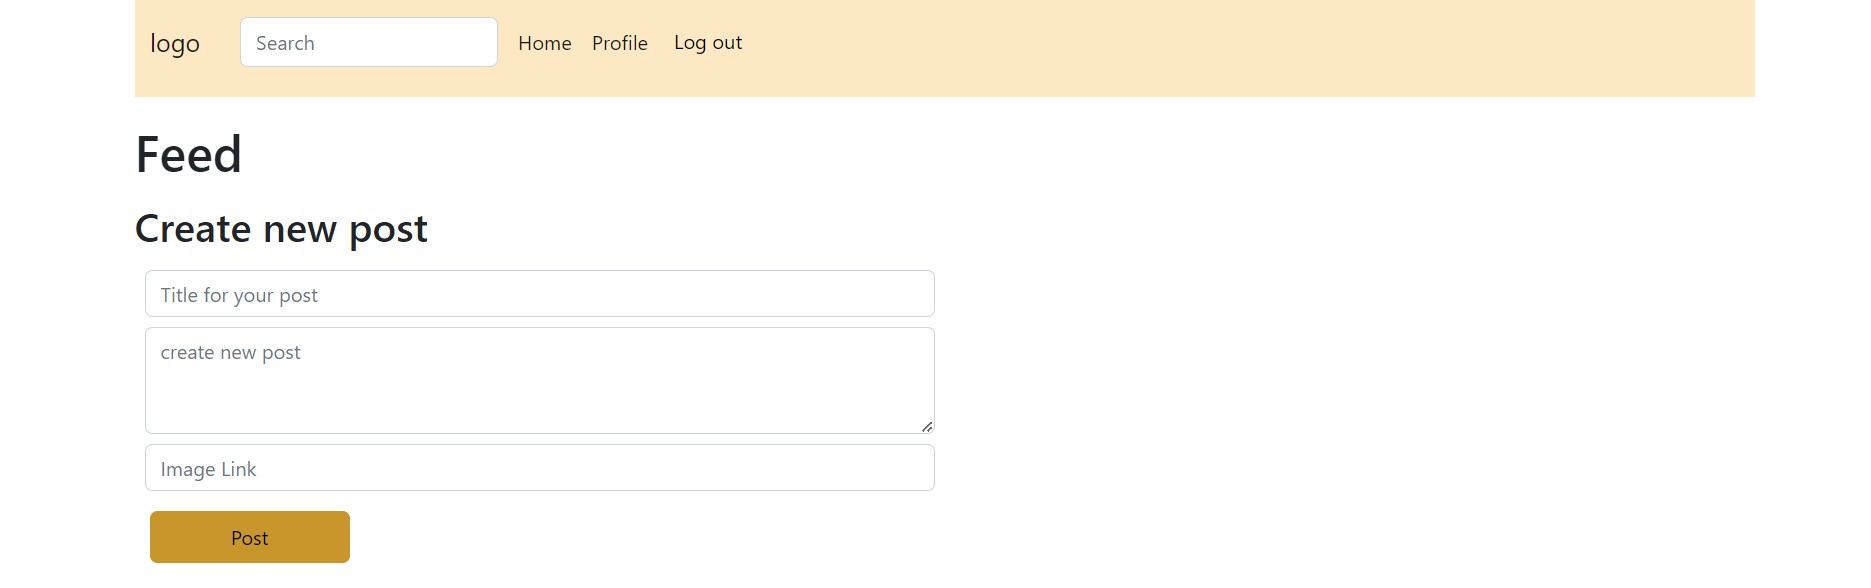 logo Search Home Profile Log out
Feed
Create new post
Title for your post
create new post
Image Link
Post